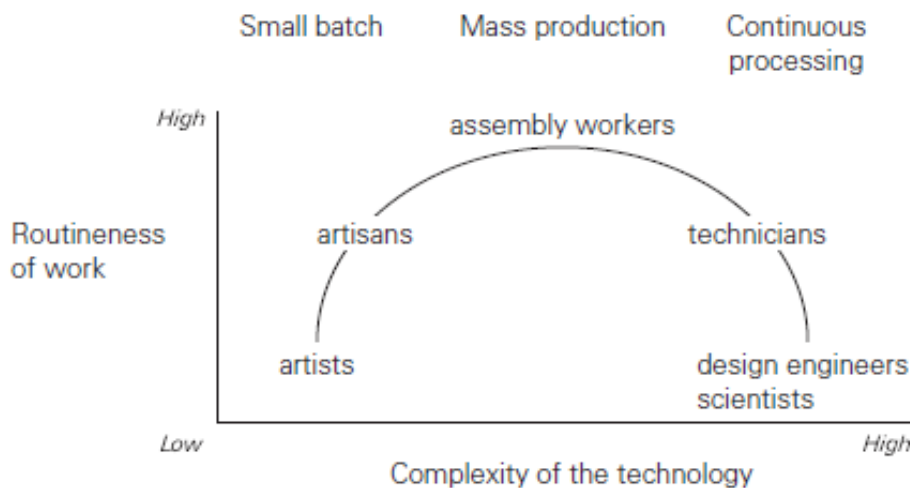 Small batch
Mass production
Continuous
processing
High
assembly workers
Routineness
of work
artisans
technicians
artists
design engineers
scientists
Low
High
Complexity of the technology